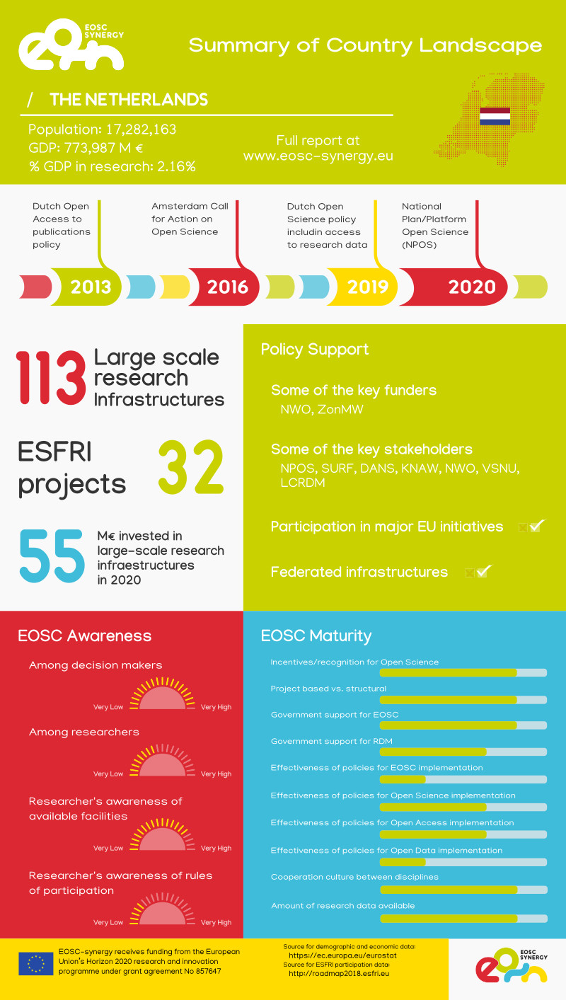 EOSC
SYNERGY
Summary of Country Landscape
/ THE NETHERLANDS
Population: 17,282,163
GDP: 773,987 M €
% GDP in research: 2.16%
Full report at
www.eosc-synergy.eu
Dutch Open
Access to
publications
policy
Amsterdam Call
for Action on
Open Science
Dutch Open
Science policy
includin access
to research data
National
Plan/Platform
Open Science
(NPOS)
2013
2016
2019
2020
113
Large scale
research
Infrastructures
ESFRI
projects
32
55
M€ invested in
large-scale research
infraestructures
in 2020
Policy Support
Some of the key funders
NWO, ZonMW
Some of the key stakeholders
NPOS, SURF, DANS, KNAW, NWO, VSNU,
LCRDM
Participation in major EU initiatives
Federated infrastructures
EOSC Awareness
Among decision makers
Very Low Very High
Among researchers
Very Low Very High
Researcher's awareness of
available facilities
Very Low Very High
Researcher's awareness of rules
of participation
Very Low Very High
EOSC Maturity
Incentives/recognition for Open Science
Project based vs. structural
Government support for EOSC
Government support for RDM
Effectiveness of policies for EOSC implementation
Effectiveness of policies for Open Science implementation
Effectiveness of policies for Open Access implementation
Effectiveness of policies for Open Data implementation
Cooperation culture between disciplines
Amount of research data available
EOSC-synergy receives funding from the European
Union's Horizon 2020 research and innovation
programme under grant agreement No 857647
Source for demographic and economic data:
https://ec.europa.eu/eurostat
Source for ESFRI participation data:
http://roadmap2018.esfri.eu
EOSC
SYNERGY